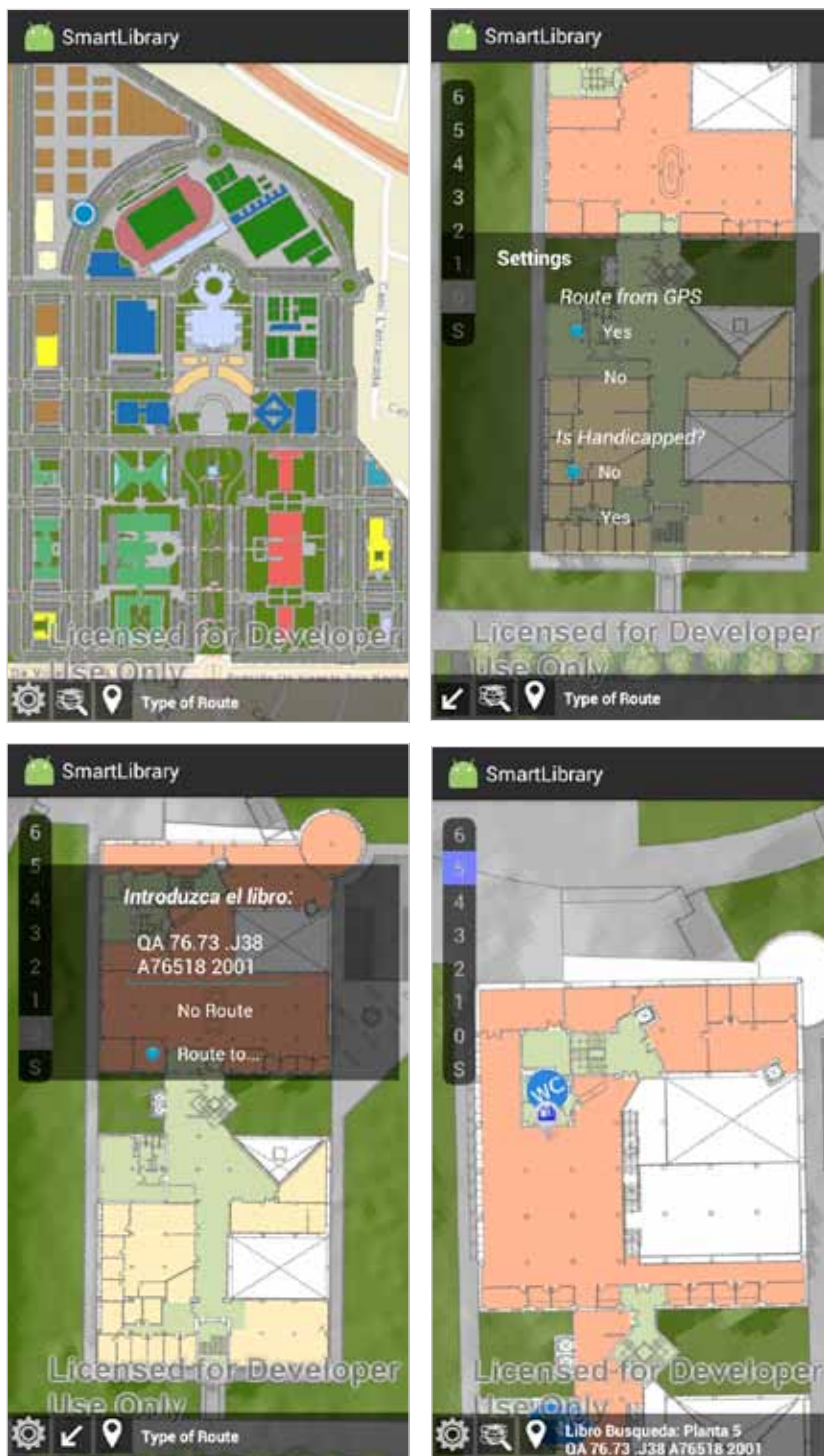 SmartLibrary
Licensed for Developer
Use Only
Type of Route
SmartLibrary
6
5
4
3
2
1
0
S
Settings
Route from GPS
Yes
No
Is Handicapped?
No
Yes
Licensed for Developer
Use Only
Type of Route
SmartLibrary
6
5
4
3
2
1
S
Introduzca el libro:
QA 76.73 .J38
A76518 2001
No Route
Route to...
Licensed for Developer
Use Only
Type of Route
SmartLibrary
6
5
4
3
2
1
0
S
WC
Licensed for Developer
Use Only
Libro Busqueda: Planta 5
QA 76.73 .J38 A76518 2001